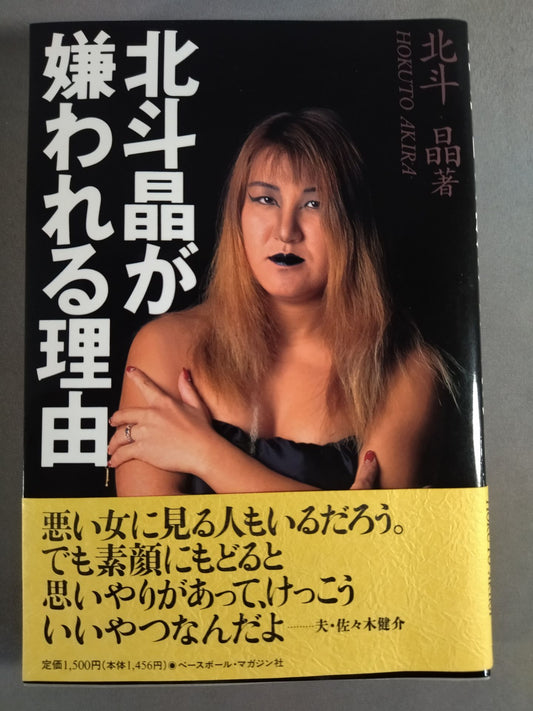 北斗晶が
嫌われる理由
北斗 晶 著
HOKUTO AKIRA
悪い女に見る人もいるだろう。
でも素顔にもどると
思いやりがあって、けっこう
いいやつなんだよ………夫・佐々木健介
定価1,500円(本体1,456円)●ベースボール・マガジン社